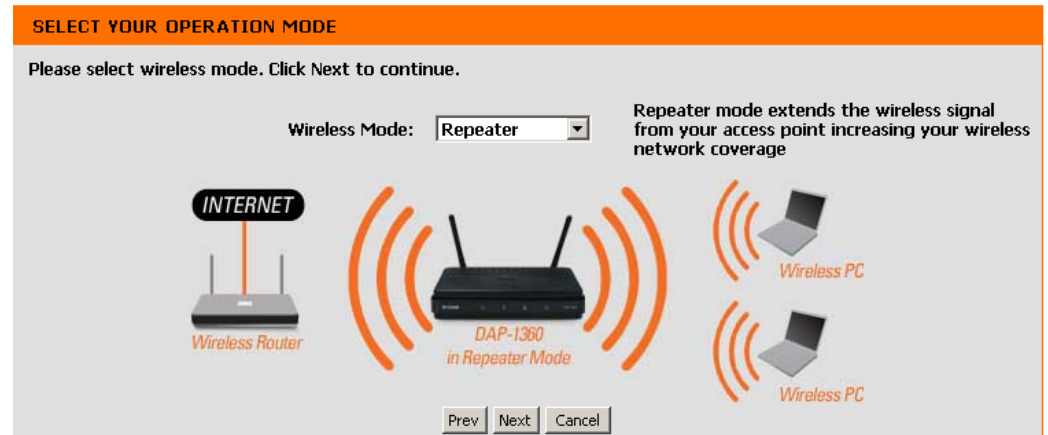 SELECT YOUR OPERATION MODE
Please select wireless mode. Click Next to continue.
Wireless Mode:
Repeater
Repeater mode extends the wireless signal
from your access point increasing your wireless
network coverage
INTERNET
Wireless Router
DAP-1360
in Repeater Mode
Wireless PC
Wireless PC
Prev
Next
Cancel